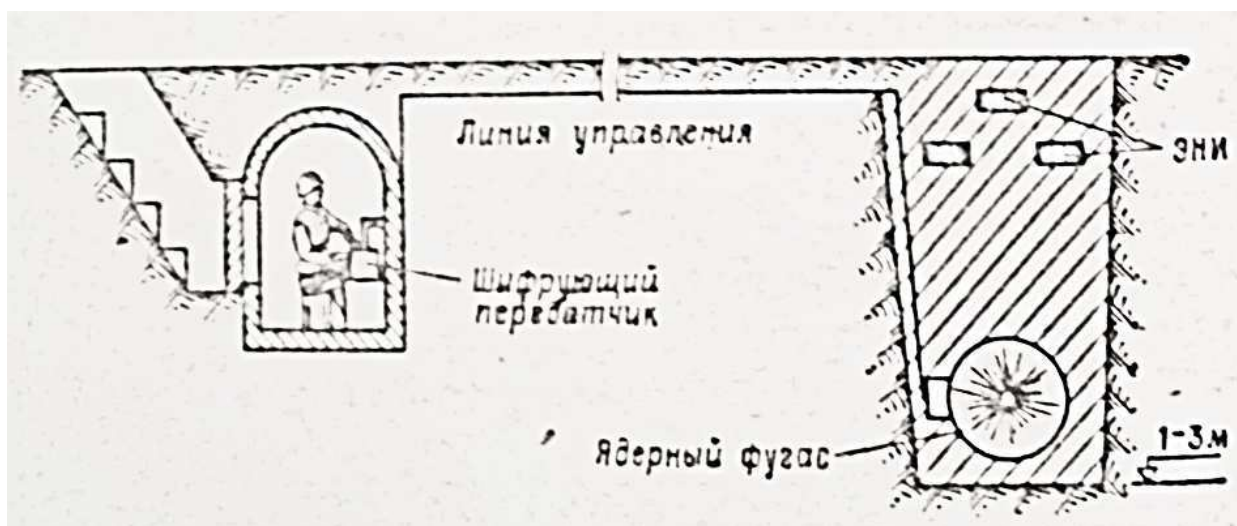 Линия управления
ЭНИ
Шифрующий
передатчик
Ядерный фугас
1-3м